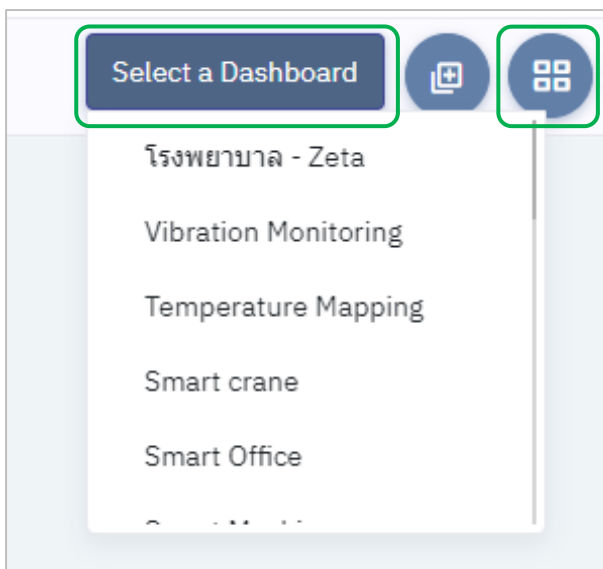 Select a Dashboard
โรงพยาบาล - Zeta
Vibration Monitoring
Temperature Mapping
Smart crane
Smart Office